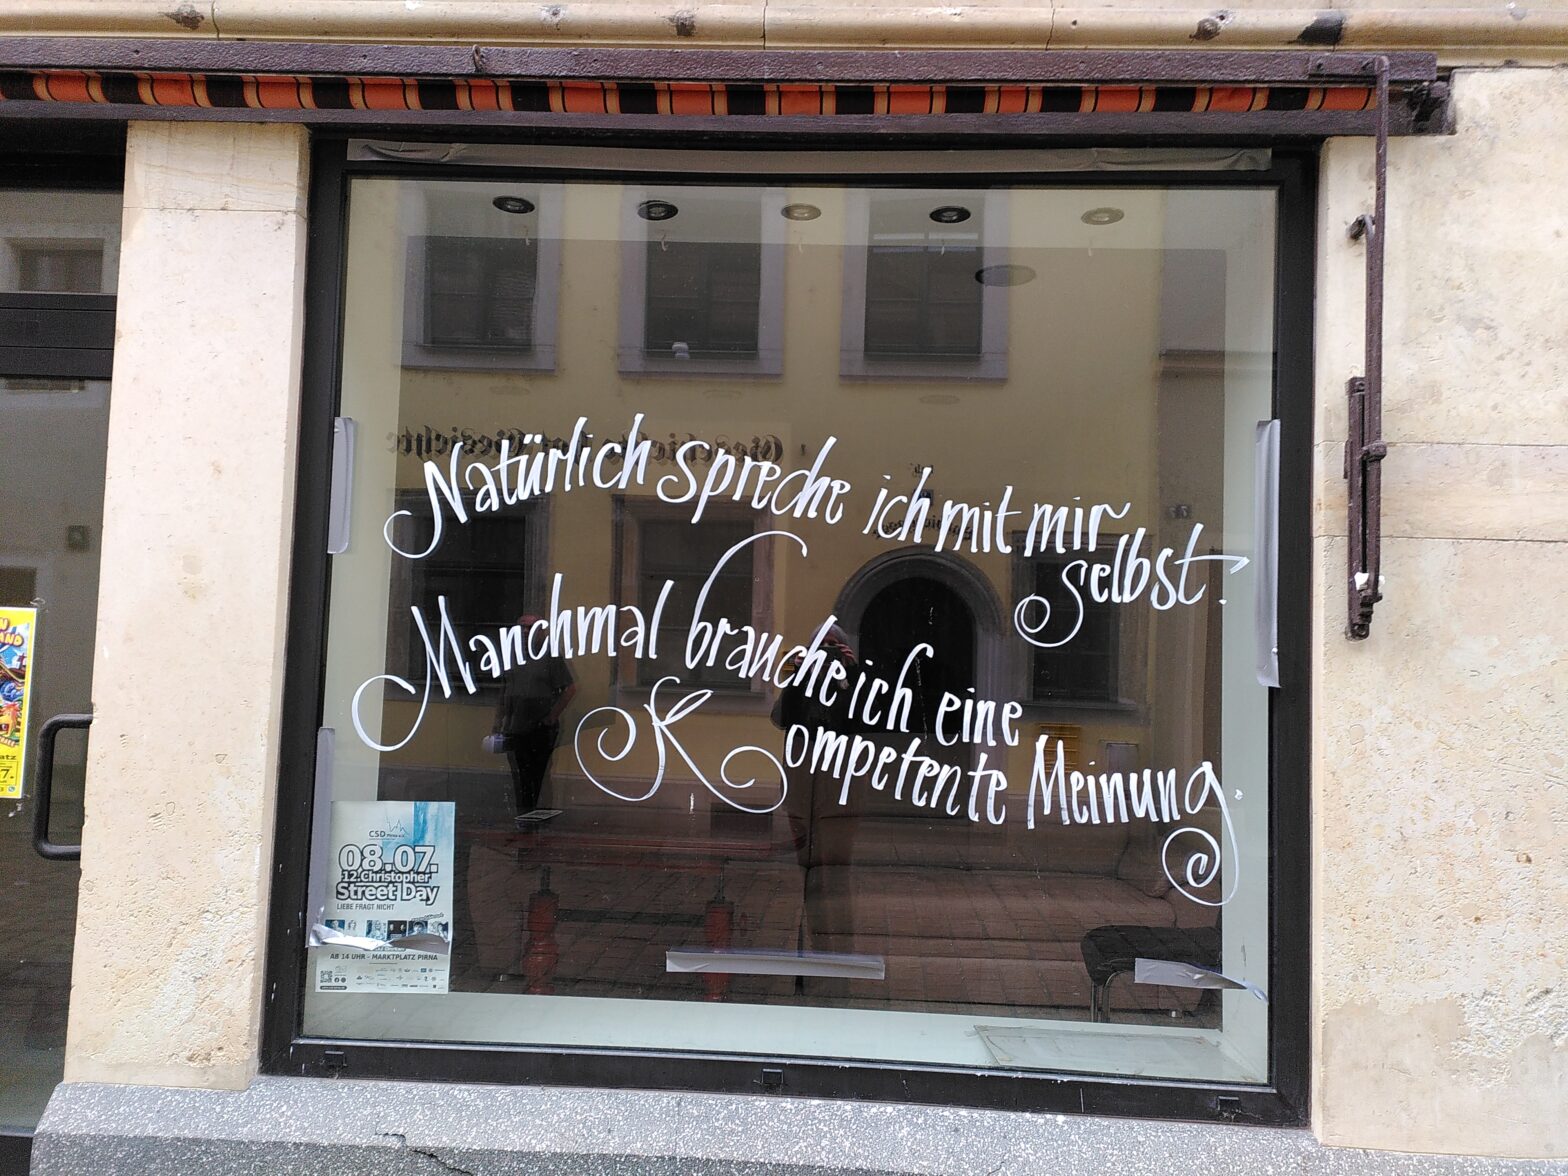 Natürlich spreche ich mit mir
selbst.
Manchmal brauche ich eine
Kompetente Meinung.
CSD
08.07.
12. Christopher
Street Day
LIEBE FRAGT NICHT
AB 14 UHR - MARKTPLATZ PIRNA